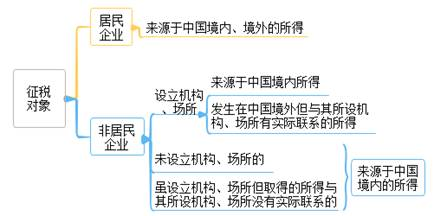 征税
对象
居民
企业
来源于中国境内、境外的所得
非居民
企业
设立机构
、场所
来源于中国境内所得
发生在中国境外但与其所设机
构、场所有实际联系的所得
未设立机构、场所的
虽设立机构、场所但取得的所得与
其所设机构、场所没有实际联系的
来源于中国
境内的所得